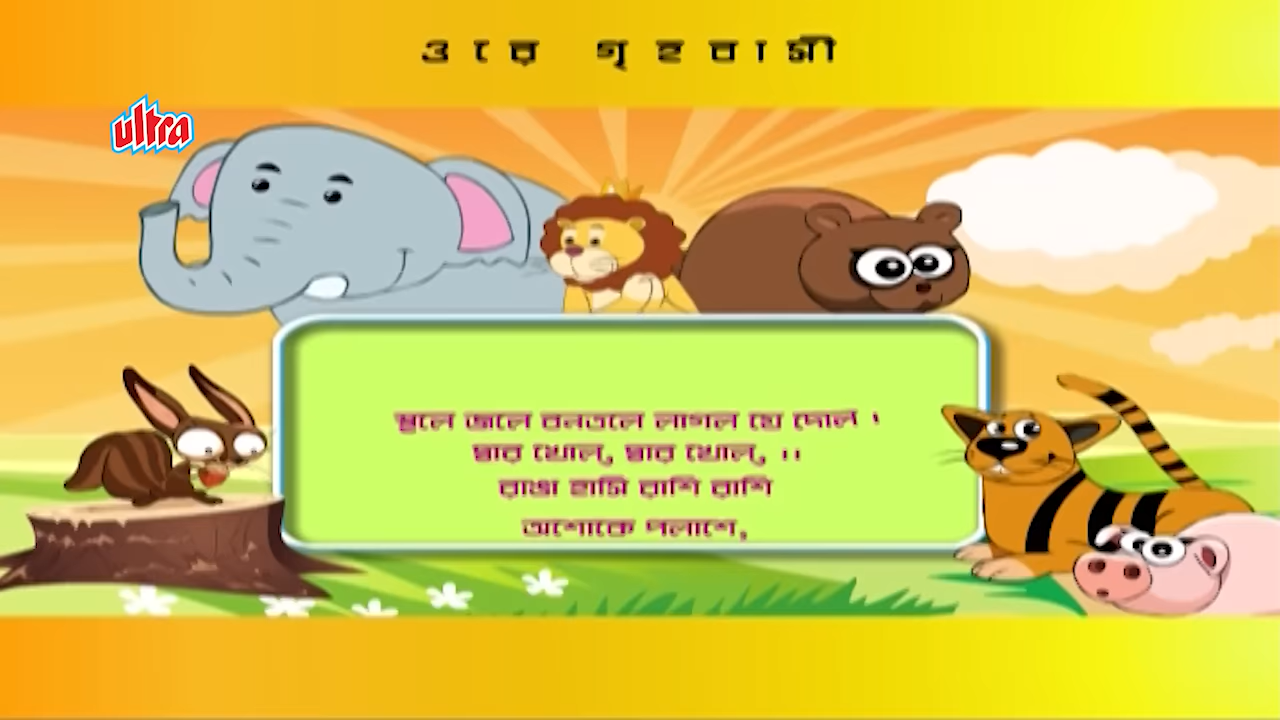 ওরে গৃহবাসী
ultra
স্থলে জলে বনতলে লাগল যে দোল ।
দ্বার খোল, দ্বার খোল, ।।
রাঙা হাসি রাশি রাশি
অশোকে পলাশে,